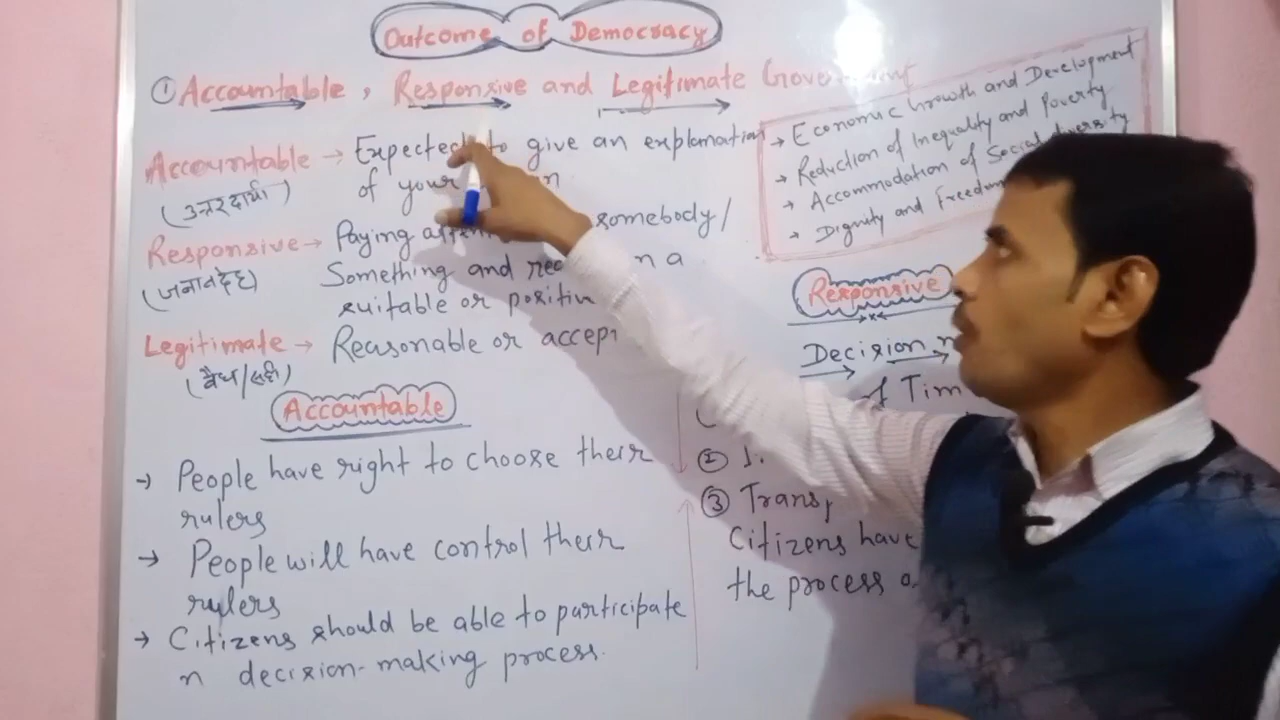 Outcome of Democracy
① Accountable, Responsive and Legitimate Government
→ Economic Growth and Development
→ Reduction of Inequality and Poverty
→ Accommodation of Social diversity
→ Dignity and Freedom
Accountable → Expected to give an explanation
of your
(उत्तरदायी)
Responsive → Paying somebody/
(जवाबदेह)
Something and in a
suitable or
Legitimate → Reasonable or
(वैध/सही)
Accountable
→ People have right to choose their
rulers
→ People will have control their
rulers
→ Citizens should be able to participate
n decision-making process.
Responsive
Decision
of
②
③
Citizens have
the process